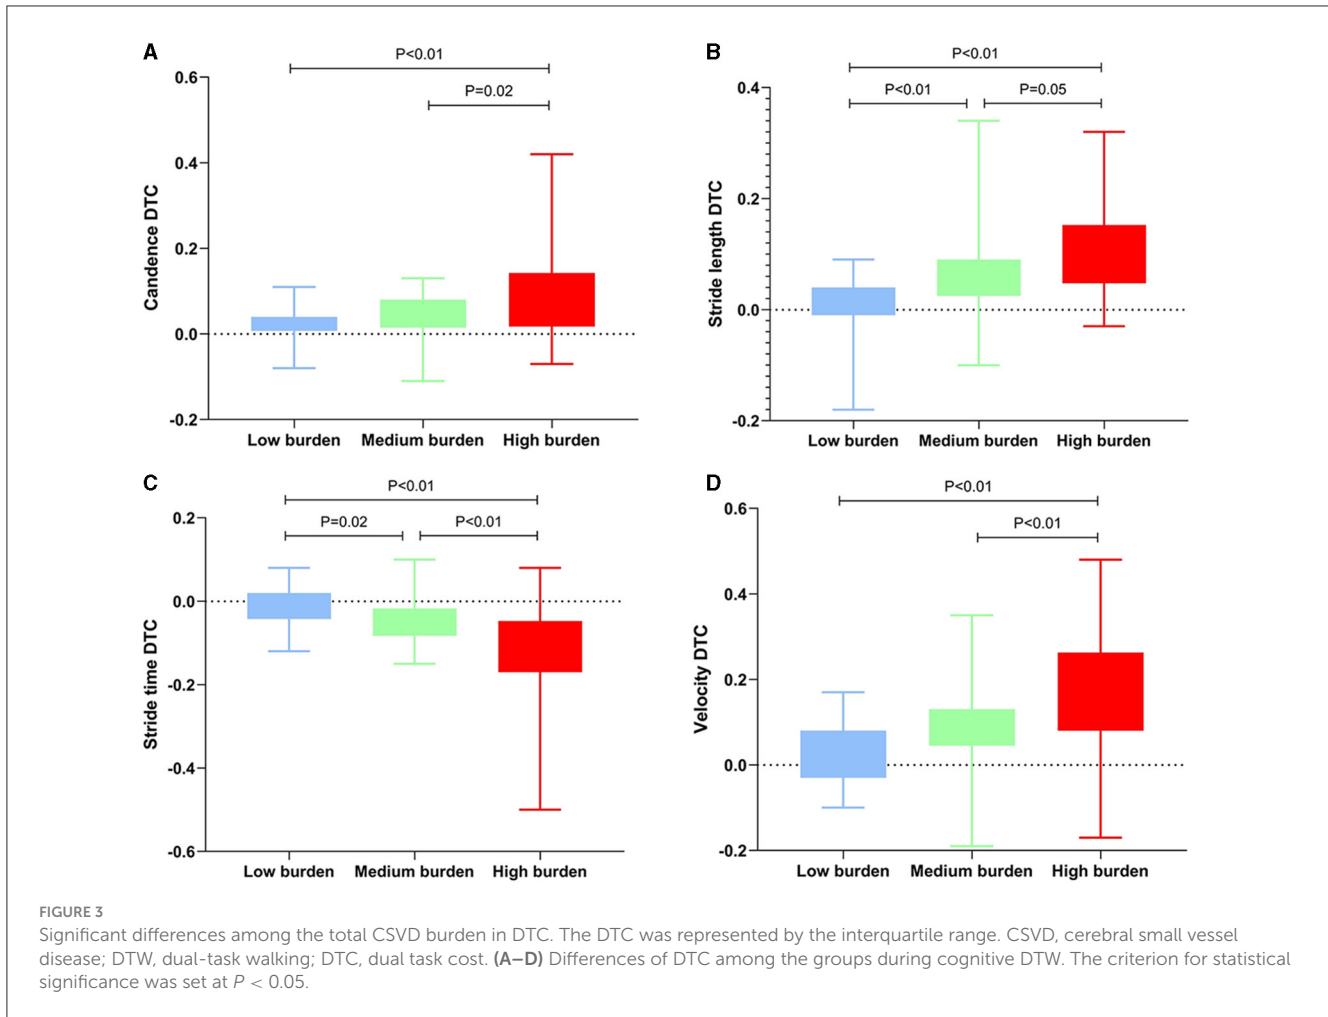 A
P<0.01
P=0.02
0.6
0.4
0.2
0.0
-0.2
Candence DTC
Low burden Medium burden High burden
B
P<0.01
P<0.01 P=0.05
0.4
0.2
0.0
-0.2
Stride length DTC
Low burden Medium burden High burden
C
P<0.01
P=0.02 P<0.01
0.2
0.0
-0.2
-0.4
-0.6
Stride time DTC
Low burden Medium burden High burden
D
P<0.01
P<0.01
0.6
0.4
0.2
0.0
-0.2
Velocity DTC
Low burden Medium burden High burden
FIGURE 3
Significant differences among the total CSVD burden in DTC. The DTC was represented by the interquartile range. CSVD, cerebral small vessel
disease; DTW, dual-task walking; DTC, dual task cost. (A–D) Differences of DTC among the groups during cognitive DTW. The criterion for statistical
significance was set at P < 0.05.